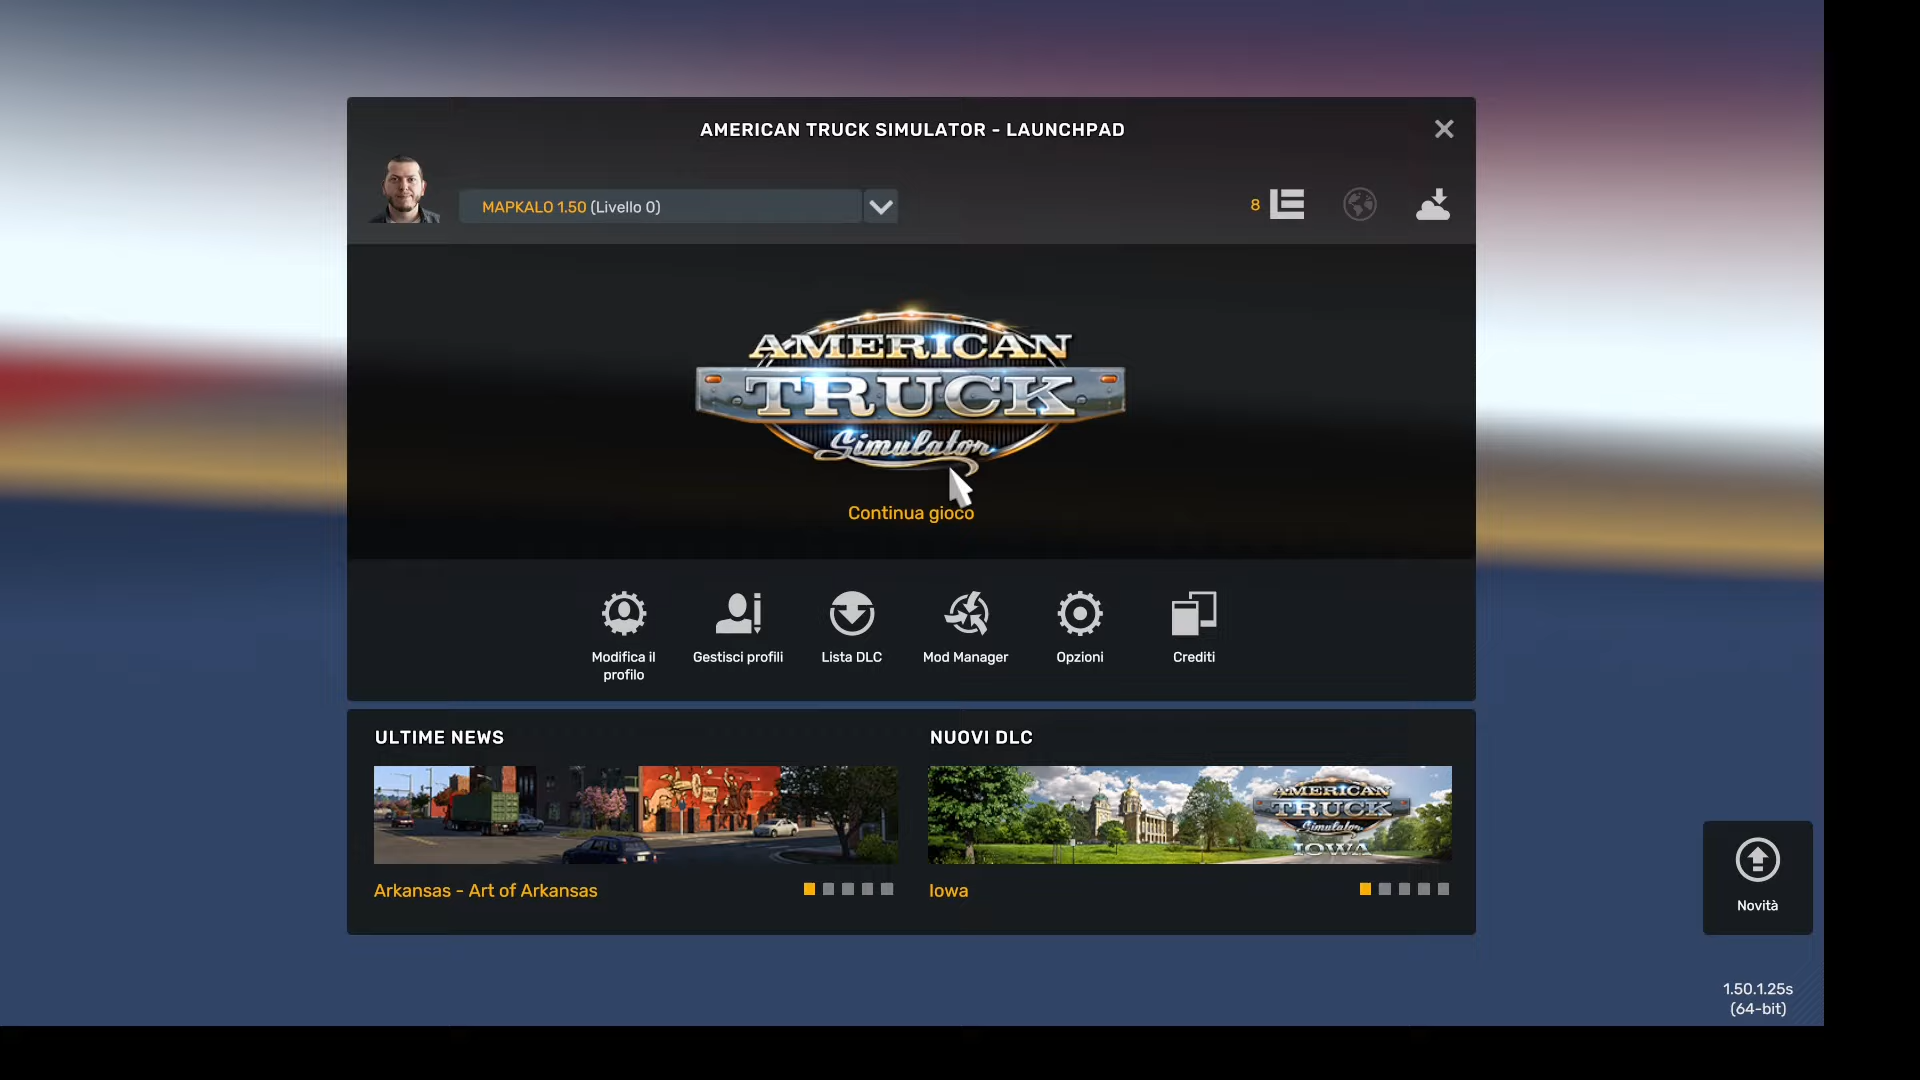 AMERICAN TRUCK SIMULATOR - LAUNCHPAD
MAPKALO 1.50 (Livello 0)
8
AMERICAN
TRUCK
Simulator
Continua gioco
Modifica il
profilo
Gestisci profili
Lista DLC
Mod Manager
Opzioni
Crediti
ULTIME NEWS
NUOVI DLC
AMERICAN
TRUCK
Simulator
IOWA
Arkansas - Art of Arkansas
Iowa
Novità
1.50.1.25s
(64-bit)